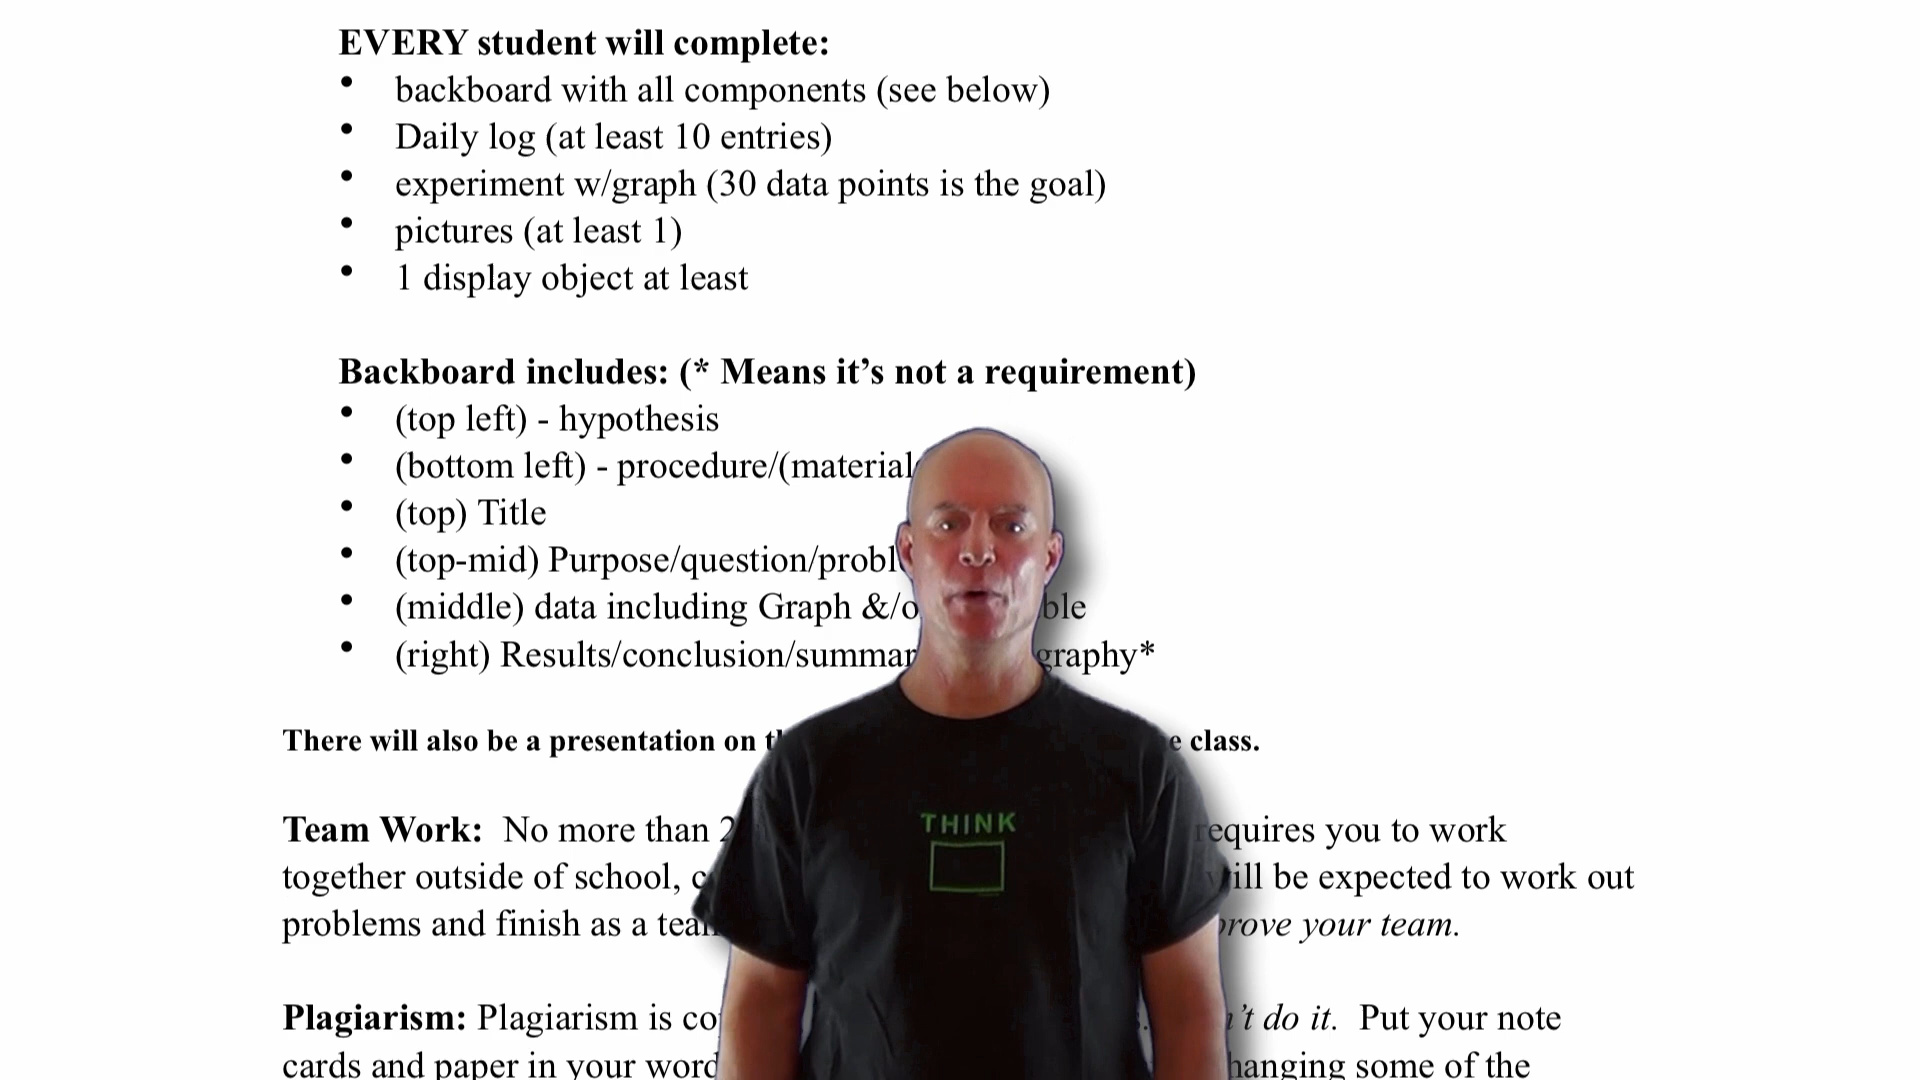 EVERY student will complete:
• backboard with all components (see below)
• Daily log (at least 10 entries)
• experiment w/graph (30 data points is the goal)
• pictures (at least 1)
• 1 display object at least
Backboard includes: (* Means it’s not a requirement)
• (top left) - hypothesis
• (bottom left) - procedure/(material
• (top) Title
• (top-mid) Purpose/question/probl
• (middle) data including Graph &/o ble
• (right) Results/conclusion/summar graphy*
There will also be a presentation on t e class.
Team Work: No more than 2 requires you to work
together outside of school, c will be expected to work out
problems and finish as a tea prove your team.
Plagiarism: Plagiarism is co 't do it. Put your note
cards and paper in your word hanging some of the
THINK